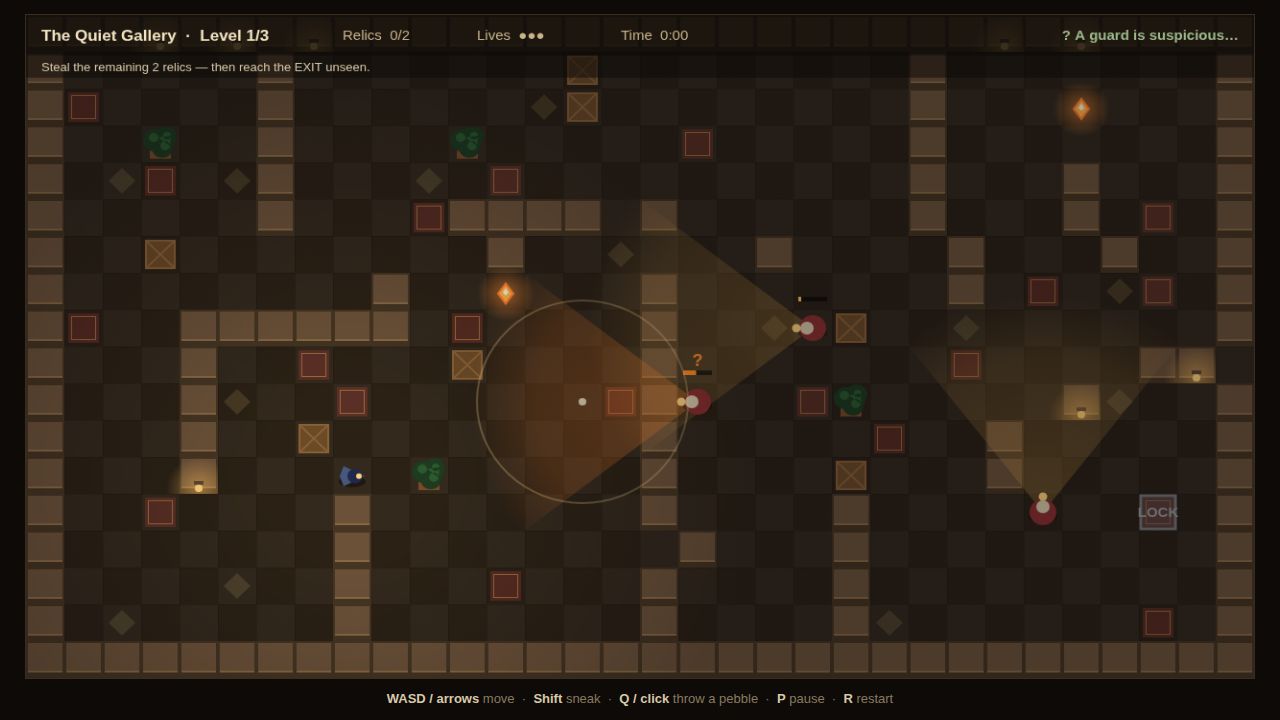 The Quiet Gallery · Level 1/3 Relics 0/2 Lives ●●● Time 0:00 ? A guard is suspicious…
Steal the remaining 2 relics — then reach the EXIT unseen.
?
LOCK
WASD / arrows move · Shift sneak · Q / click throw a pebble · P pause · R restart